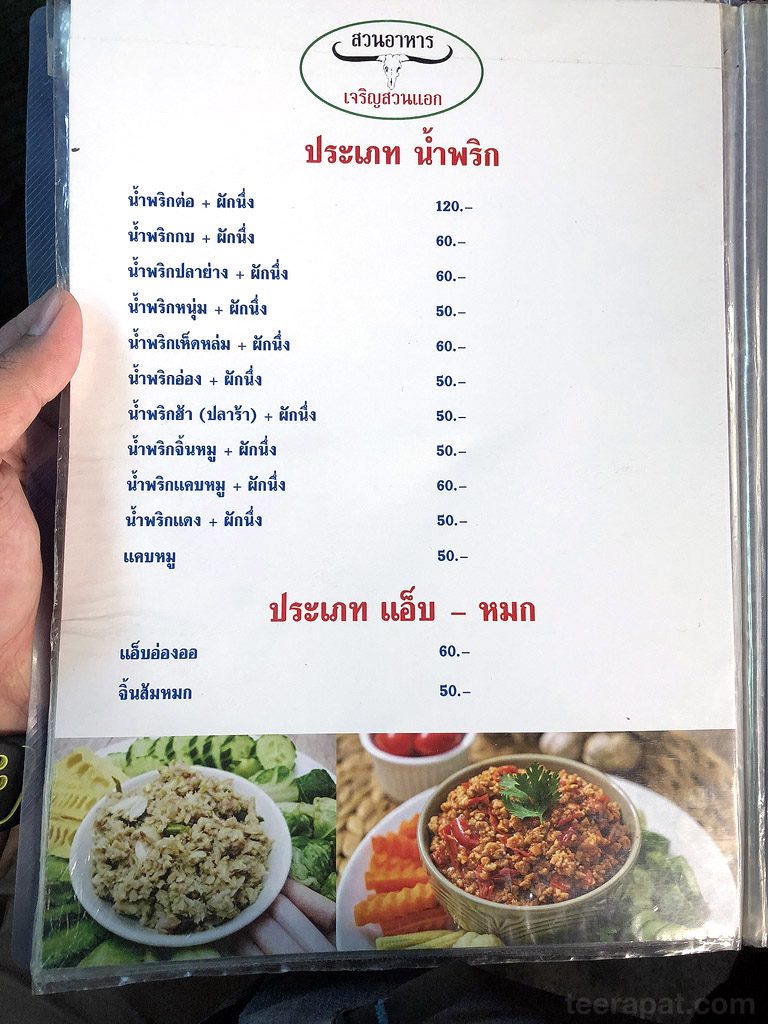 สวนอาหาร
เจริญสวนแอก
ประเภท น้ำพริก
น้ำพริกต่อ + ผักนึ่ง 120.–
น้ำพริกกบ + ผักนึ่ง 60.–
น้ำพริกปลาย่าง + ผักนึ่ง 60.–
น้ำพริกหนุ่ม + ผักนึ่ง 50.–
น้ำพริกเห็ดหล่ม + ผักนึ่ง 60.–
น้ำพริกอ่อง + ผักนึ่ง 50.–
น้ำพริกฮ้า (ปลาร้า) + ผักนึ่ง 50.–
น้ำพริกจิ้นหมู + ผักนึ่ง 50.–
น้ำพริกแคบหมู + ผักนึ่ง 60.–
น้ำพริกแดง + ผักนึ่ง 50.–
แคบหมู 50.–
ประเภท แอ็บ – หมก
แอ็บอ่องออ 60.–
จิ้นส้มหมก 50.–
teerapat.com